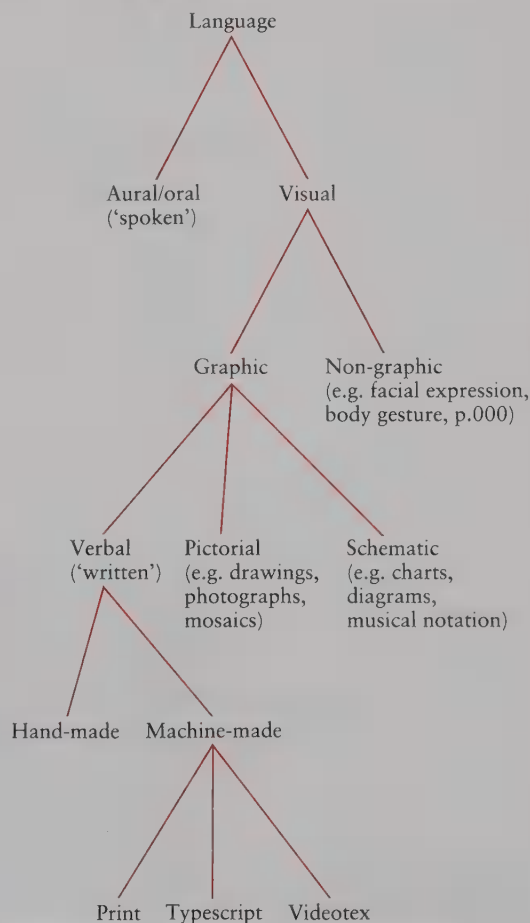 Language
Aural/oral
('spoken')
Visual
Graphic
Non-graphic
(e.g. facial expression,
body gesture, p.000)
Verbal
('written')
Pictorial
(e.g. drawings,
photographs,
mosaics)
Schematic
(e.g. charts,
diagrams,
musical notation)
Hand-made
Machine-made
Print
Typescript
Videotex